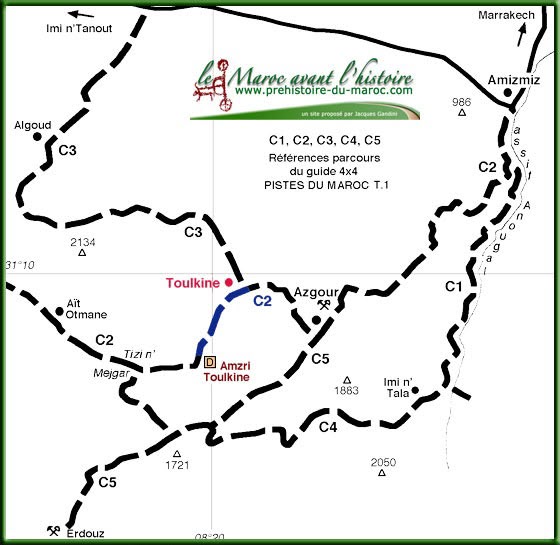 Marrakech
Imi n'Tanout
le Maroc avant l'histoire
www.prehistoire-du-maroc.com
un site proposé par Jacques Gandini
Amizmiz
986
Algoud
C3
C1, C2, C3, C4, C5
Références parcours
du guide 4x4
PISTES DU MAROC T.1
assif Anougal
C2
C3
2134
31°10
Toulkine
C2
Azgour
C1
Aït
Otmane
C2
Tizi n'
Mejgar
D
Amzri
Toulkine
C5
1883
Imi n'
Tala
C4
1721
2050
C5
Erdouz
08°20